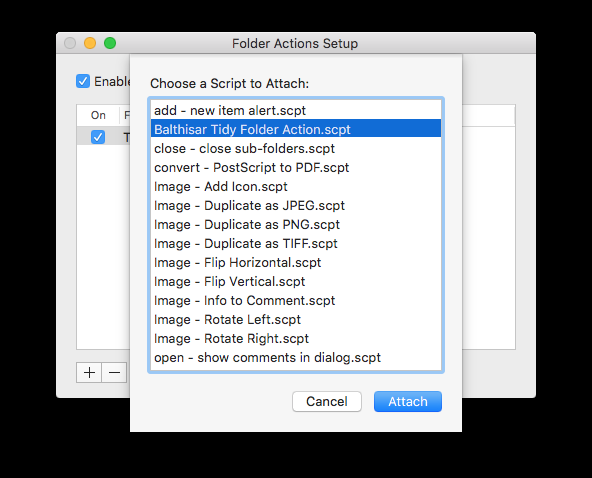 Folder Actions Setup
Enable
Choose a Script to Attach:
On
F
T
add - new item alert.scpt
Balthisar Tidy Folder Action.scpt
close - close sub-folders.scpt
convert - PostScript to PDF.scpt
Image - Add Icon.scpt
Image - Duplicate as JPEG.scpt
Image - Duplicate as PNG.scpt
Image - Duplicate as TIFF.scpt
Image - Flip Horizontal.scpt
Image - Flip Vertical.scpt
Image - Info to Comment.scpt
Image - Rotate Left.scpt
Image - Rotate Right.scpt
open - show comments in dialog.scpt
Cancel
Attach